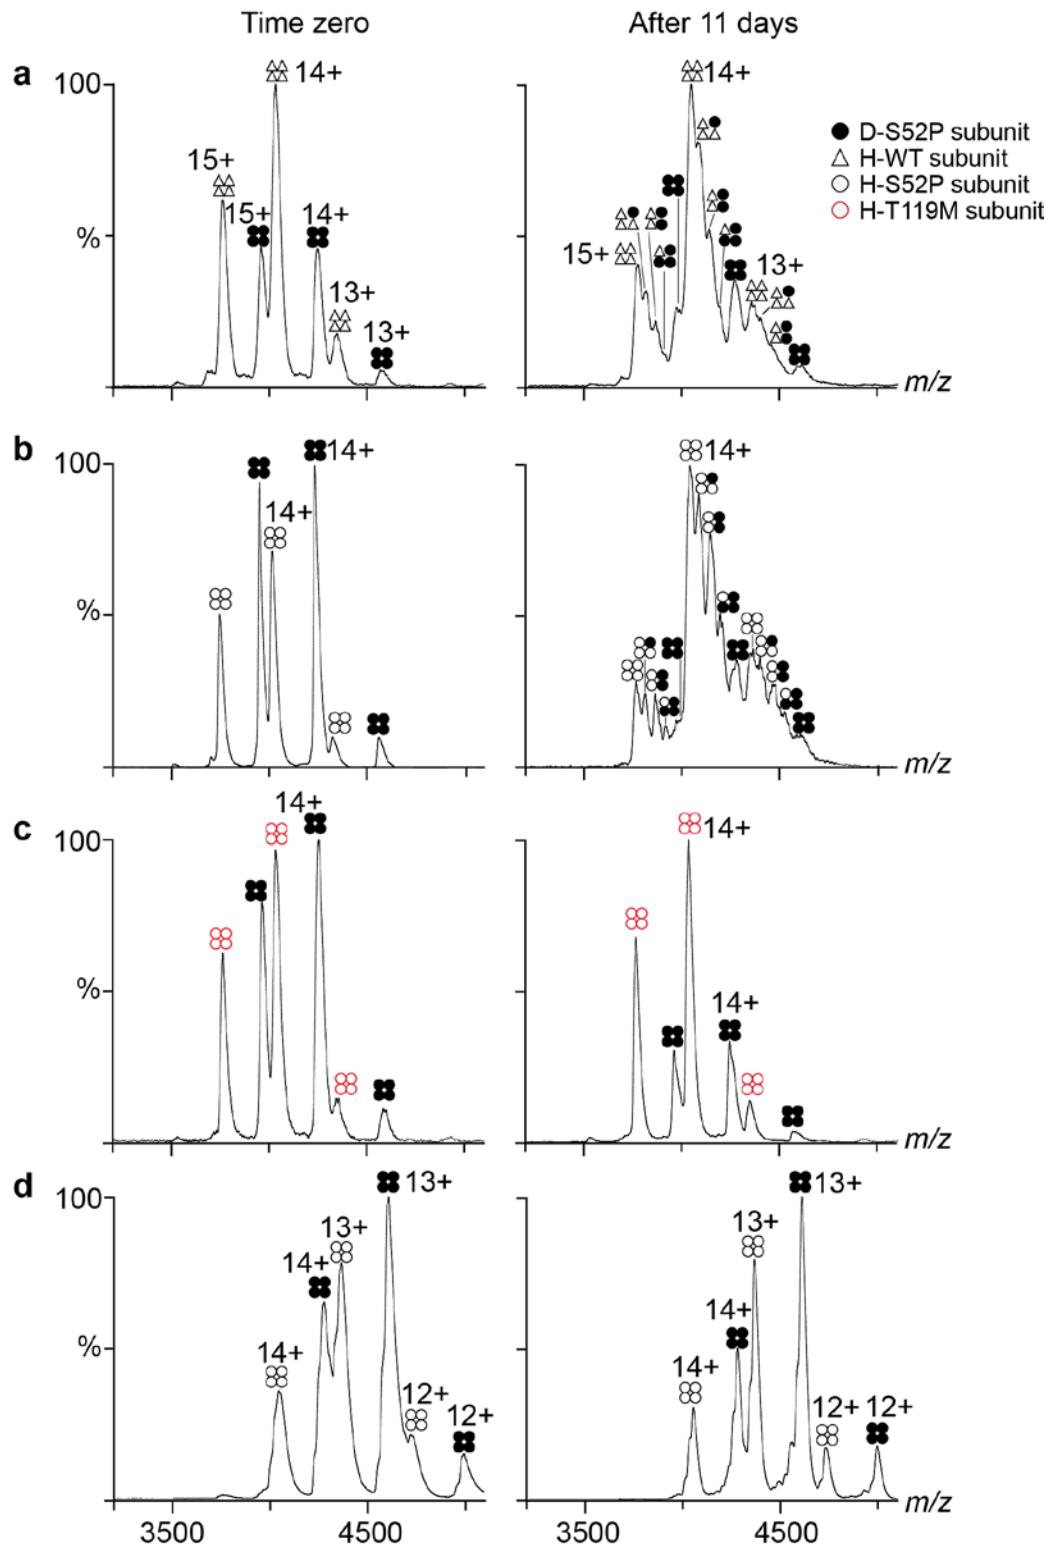 Time zero
After 11 days
a
100
%
15+
15+
14+
14+
13+
13+
15+
14+
13+
m/z
D-S52P subunit
H-WT subunit
H-S52P subunit
H-T119M subunit
b
100
%
14+
14+
14+
m/z
c
100
%
14+
14+
14+
m/z
d
100
%
14+
14+
13+
13+
12+
12+
14+
14+
13+
13+
12+
12+
m/z
3500
4500
3500
4500